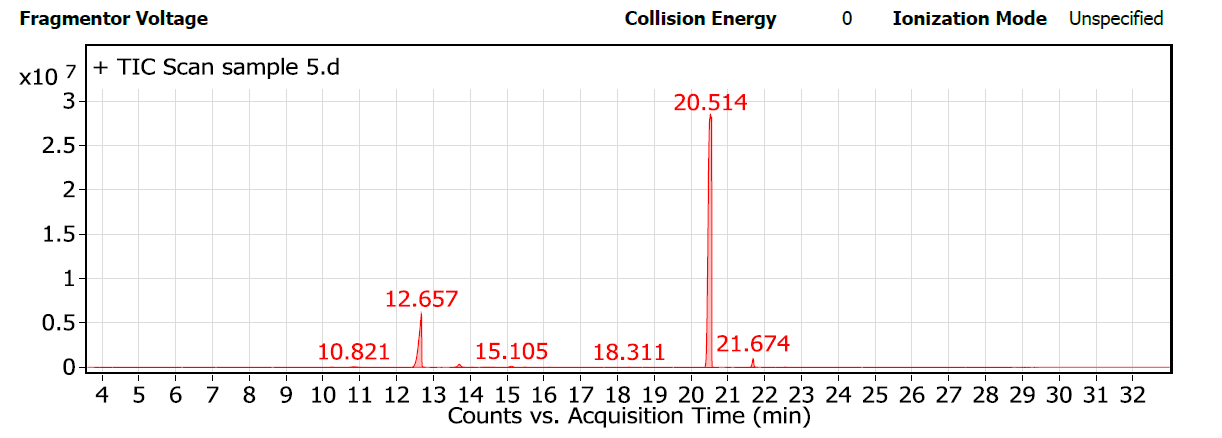 Fragmentor Voltage Collision Energy 0 Ionization Mode Unspecified
x10 7
+ TIC Scan sample 5.d
3
20.514
2.5
2
1.5
1
12.657
0.5
10.821 15.105 18.311 21.674
0
4 5 6 7 8 9 10 11 12 13 14 15 16 17 18 19 20 21 22 23 24 25 26 27 28 29 30 31 32
Counts vs. Acquisition Time (min)